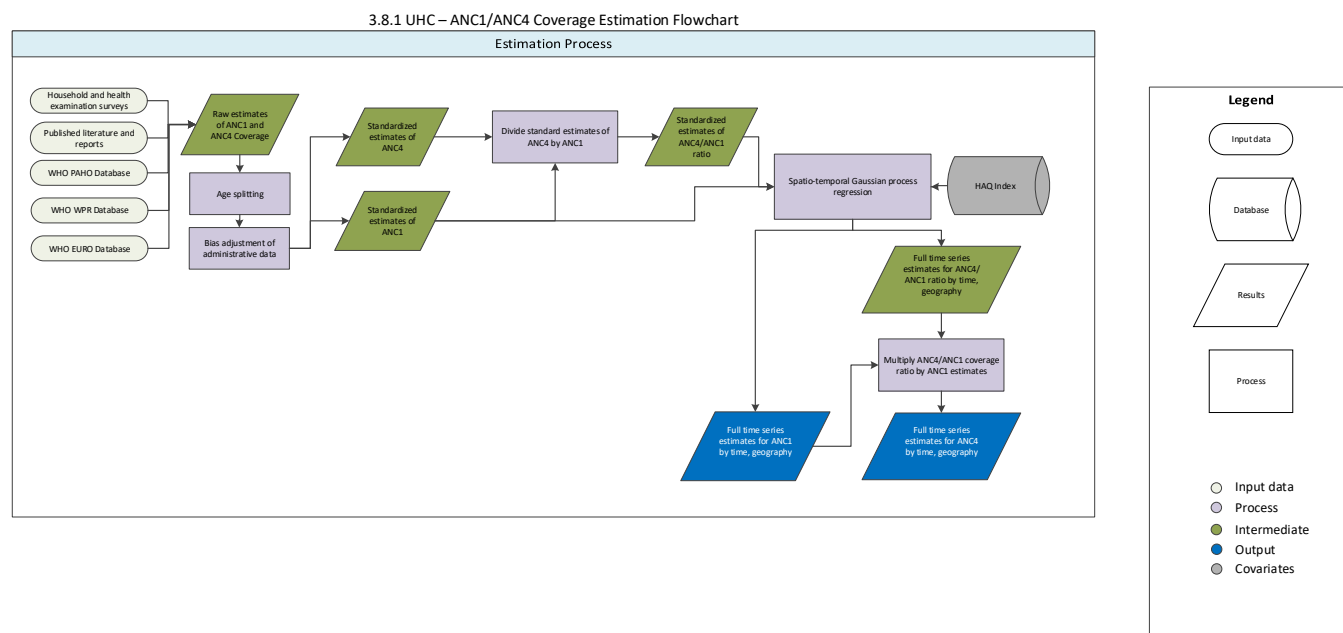 3.8.1 UHC – ANC1/ANC4 Coverage Estimation Flowchart
Estimation Process
Household and health
examination surveys
Published literature and
reports
WHO PAHO Database
WHO WPR Database
WHO EURO Database
Raw estimates
of ANC1 and
ANC4 Coverage
Age splitting
Bias adjustment of
administrative data
Standardized
estimates of
ANC4
Standardized
estimates of
ANC1
Divide standard estimates of
ANC4 by ANC1
Standardized
estimates of
ANC4/ANC1
ratio
Spatio-temporal Gaussian process
regression
HAQ Index
Full time series
estimates for ANC4/
ANC1 ratio by time,
geography
Multiply ANC4/ANC1 coverage
ratio by ANC1 estimates
Full time series
estimates for ANC1
by time, geography
Full time series
estimates for ANC4
by time, geography
Legend
Input data
Database
Results
Process
Input data
Process
Intermediate
Output
Covariates